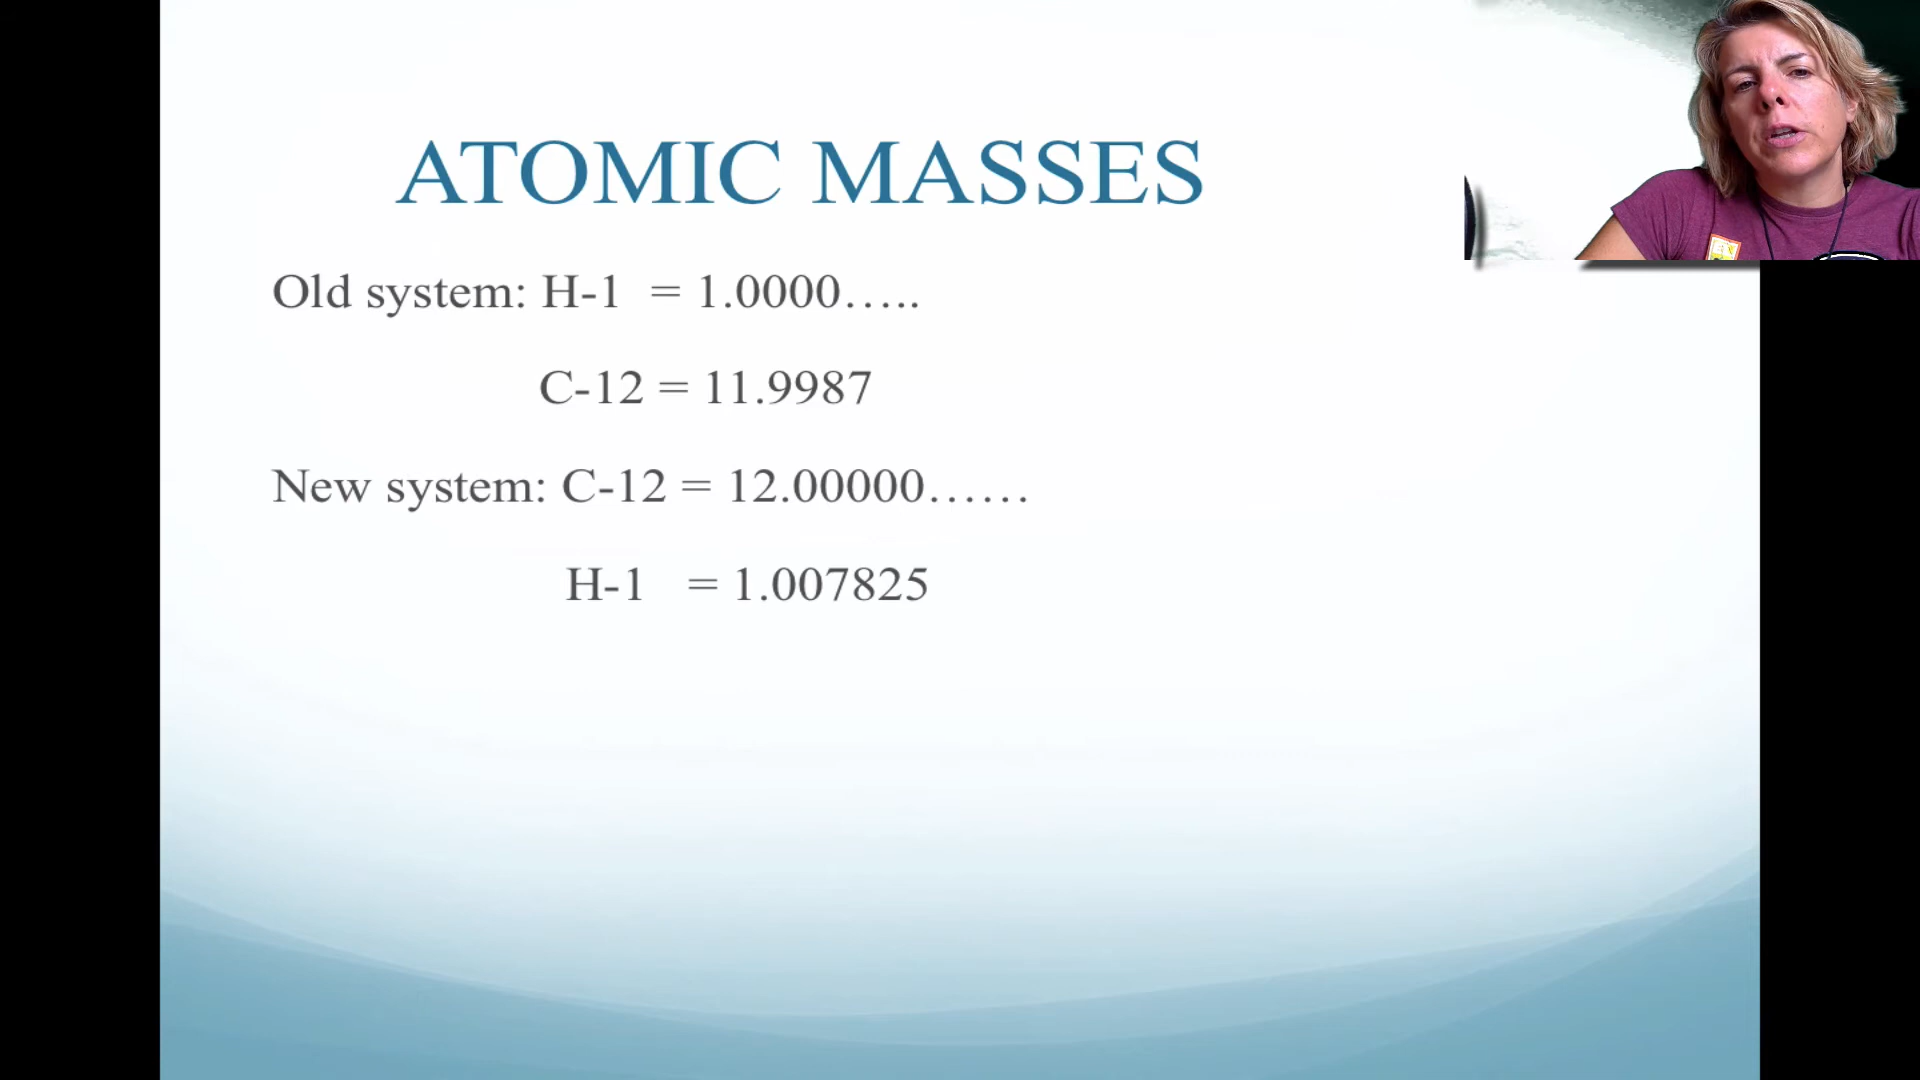 ATOMIC MASSES
Old system: H-1 = 1.0000…..
C-12 = 11.9987
New system: C-12 = 12.00000……
H-1 = 1.007825